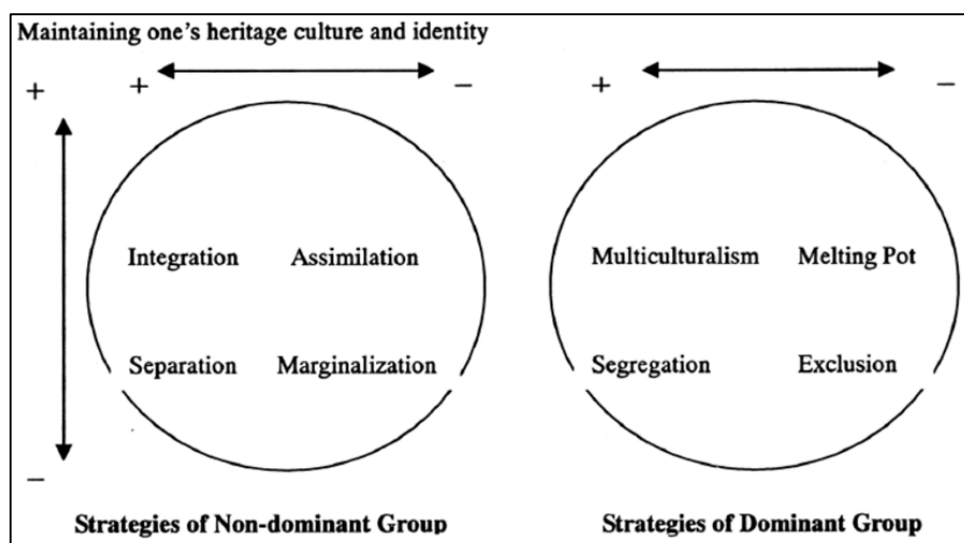 Maintaining one's heritage culture and identity
+ + − + −
Integration Assimilation Multiculturalism Melting Pot
Separation Marginalization Segregation Exclusion
−
Strategies of Non-dominant Group Strategies of Dominant Group